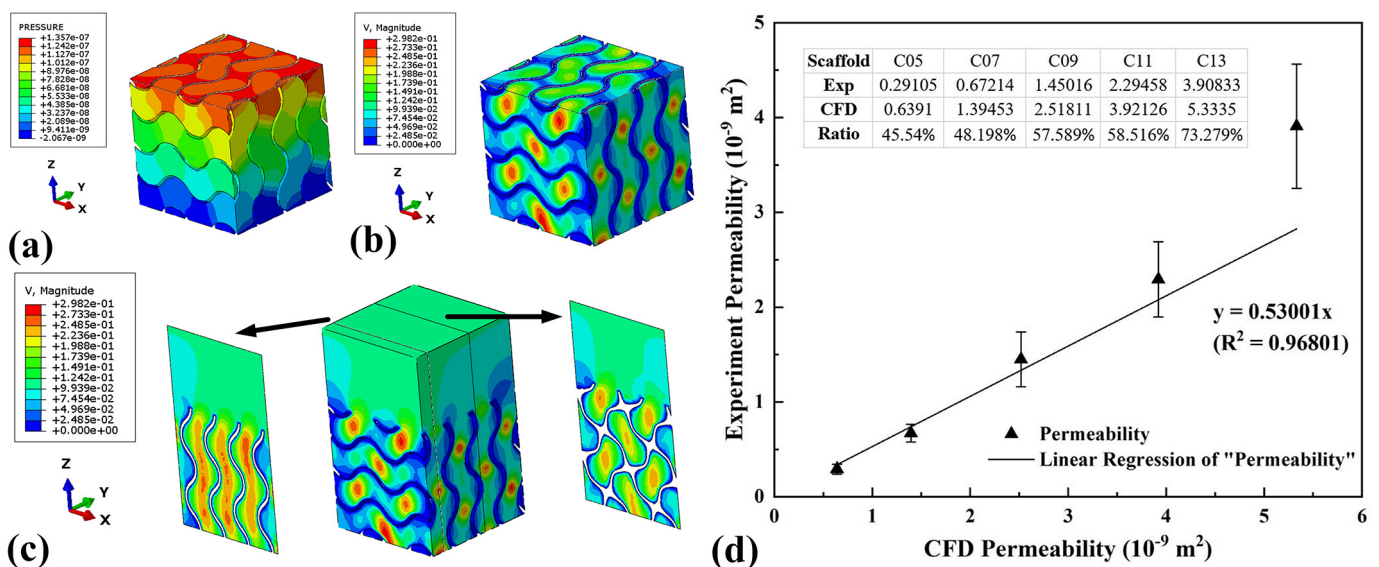 PRESSURE
+1.357e-07
+1.242e-07
+1.127e-07
+1.012e-07
+8.976e-08
+7.828e-08
+6.681e-08
+5.533e-08
+4.385e-08
+3.237e-08
+2.089e-08
+9.411e-09
-2.067e-09
Z
Y
X
(a)
V, Magnitude
+2.982e-01
+2.733e-01
+2.485e-01
+2.236e-01
+1.988e-01
+1.739e-01
+1.491e-01
+1.242e-01
+9.939e-02
+7.454e-02
+4.969e-02
+2.485e-02
+0.000e+00
Z
Y
X
(b)
V, Magnitude
+2.982e-01
+2.733e-01
+2.485e-01
+2.236e-01
+1.988e-01
+1.739e-01
+1.491e-01
+1.242e-01
+9.939e-02
+7.454e-02
+4.969e-02
+2.485e-02
+0.000e+00
Z
Y
X
(c)
Experiment Permeability (10⁻⁹ m²)
5
4
3
2
1
0
Scaffold C05 C07 C09 C11 C13
Exp 0.29105 0.67214 1.45016 2.29458 3.90833
CFD 0.6391 1.39453 2.51811 3.92126 5.3335
Ratio 45.54% 48.198% 57.589% 58.516% 73.279%
y = 0.53001x
(R² = 0.96801)
Permeability
Linear Regression of "Permeability"
0 1 2 3 4 5 6
CFD Permeability (10⁻⁹ m²)
(d)